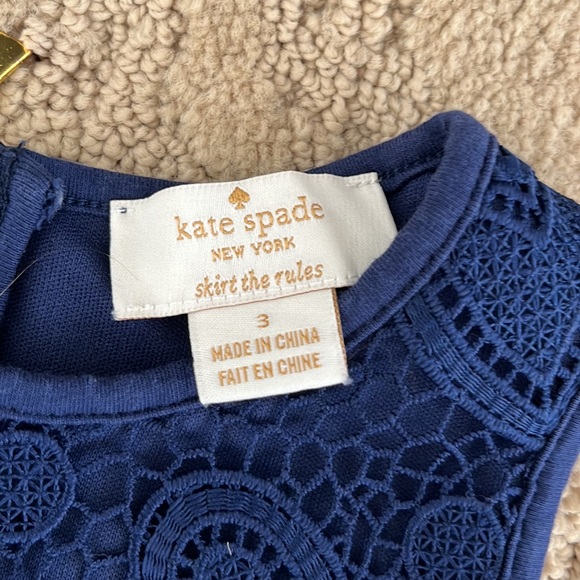 kate spade
NEW YORK
skirt the rules
3
MADE IN CHINA
FAIT EN CHINE